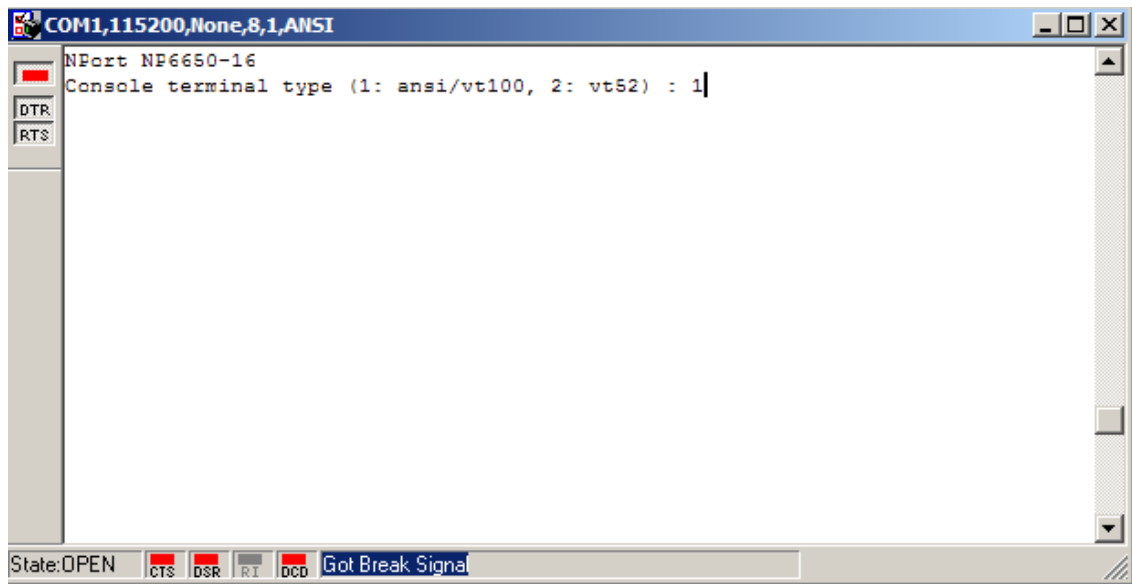 COM1,115200,None,8,1,ANSI
NPort NP6650-16
Console terminal type (1: ansi/vt100, 2: vt52) : 1
DTR
RTS
State:OPEN CTS DSR RI DCD Got Break Signal